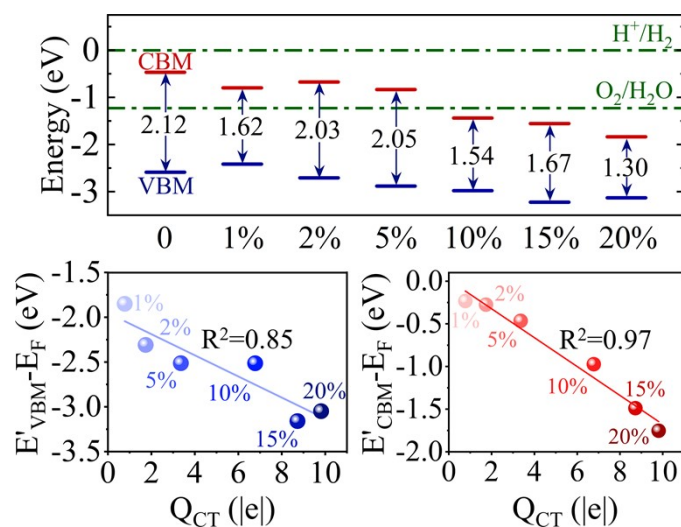 H⁺/H₂
CBM
O₂/H₂O
2.12
1.62
2.03
2.05
1.54
1.67
1.30
VBM
Energy (eV)
0
-1
-2
-3
0 1% 2% 5% 10% 15% 20%
E'VBM-EF (eV)
-1.5
-2.0
-2.5
-3.0
-3.5
1%
2%
R²=0.85
5%
10%
20%
15%
0 2 4 6 8 10
QCT (|e|)
E'CBM-EF (eV)
0.0
-0.5
-1.0
-1.5
-2.0
2%
1%
5%
R²=0.97
10%
15%
20%
0 2 4 6 8 10
QCT (|e|)